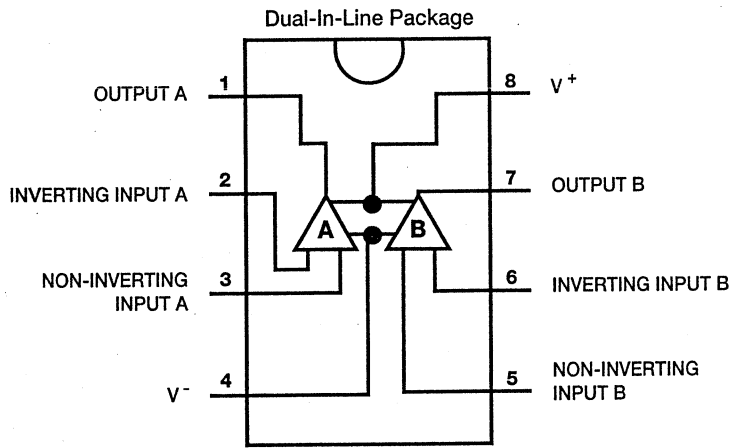 Dual-In-Line Package
1
OUTPUT A
8
V+
2
INVERTING INPUT A
7
OUTPUT B
A
B
3
NON-INVERTING
INPUT A
6
INVERTING INPUT B
4
V-
5
NON-INVERTING
INPUT B